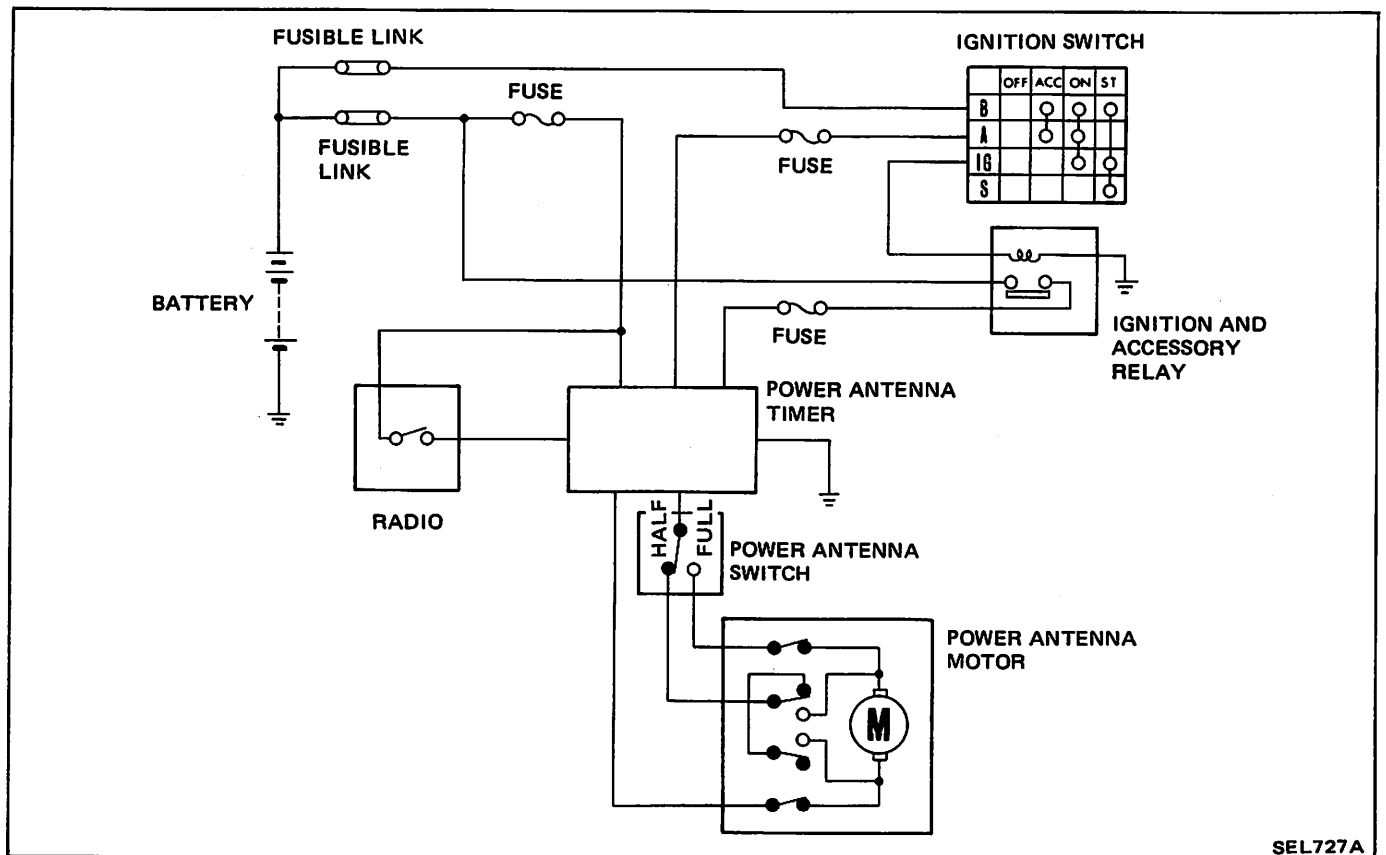 FUSIBLE LINK
IGNITION SWITCH
OFF ACC ON ST
B
A
IG
S
FUSE
FUSIBLE
LINK
FUSE
BATTERY
FUSE
IGNITION AND
ACCESSORY
RELAY
POWER ANTENNA
TIMER
RADIO
HALF
FULL
POWER ANTENNA
SWITCH
POWER ANTENNA
MOTOR
M
SEL727A